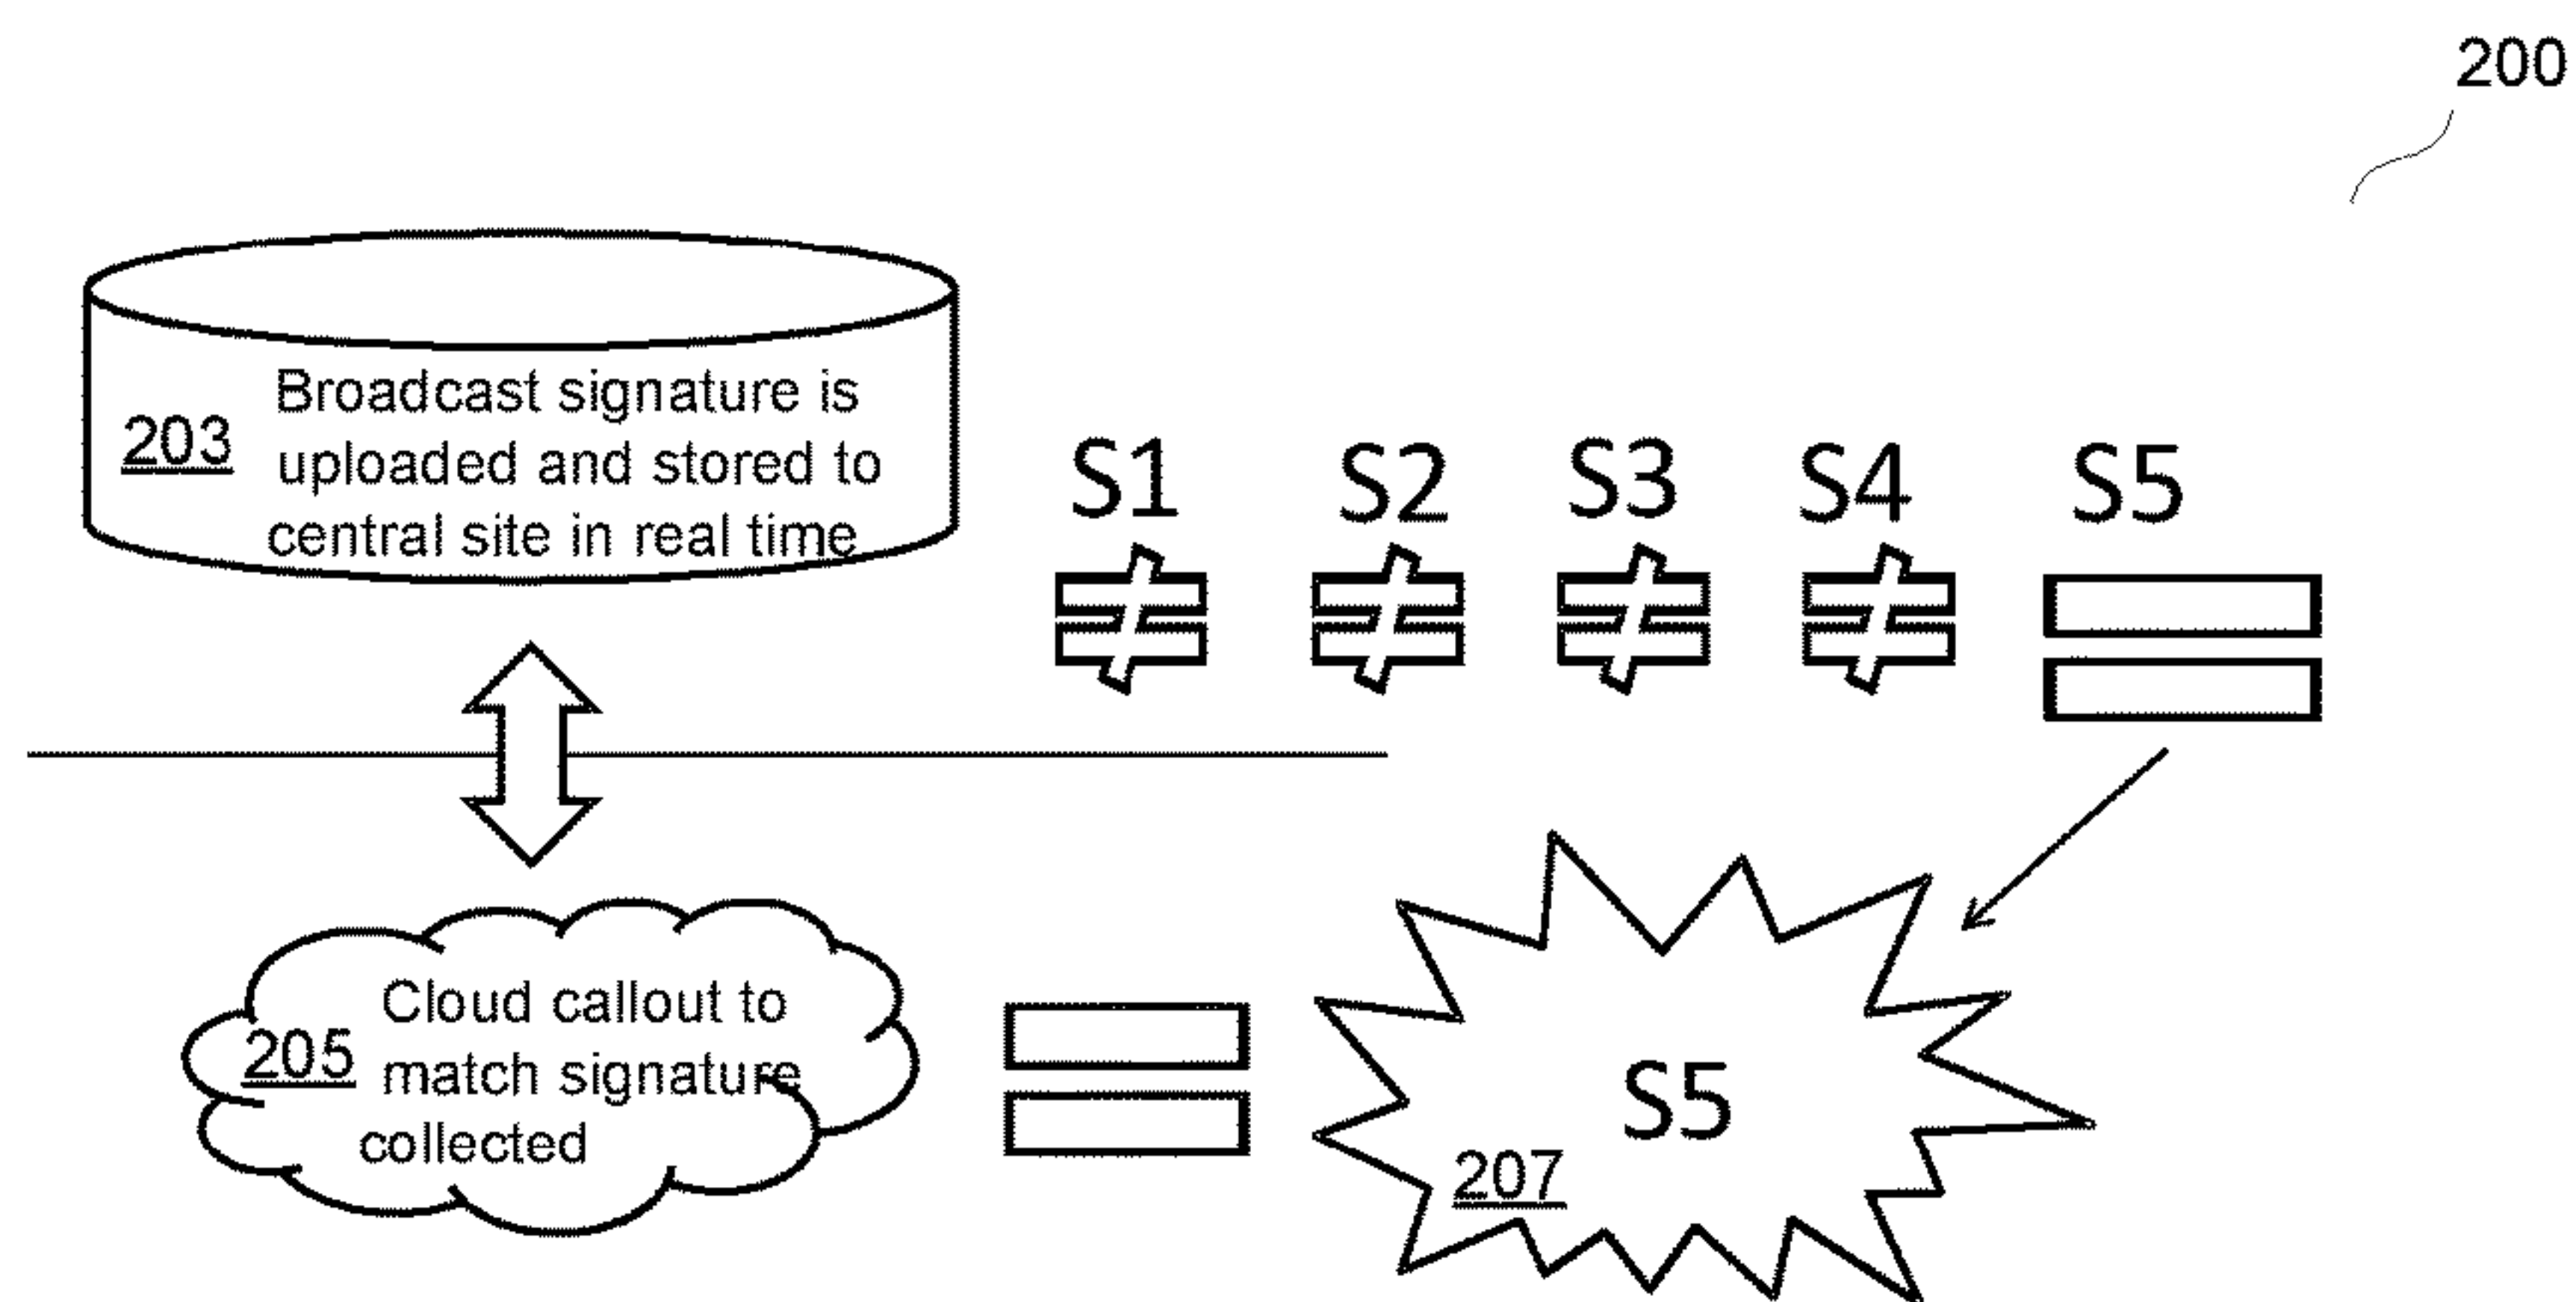 200
203 Broadcast signature is
uploaded and stored to
central site in real time
S1 S2 S3 S4 S5
205 Cloud callout to
match signature
collected
S5
207